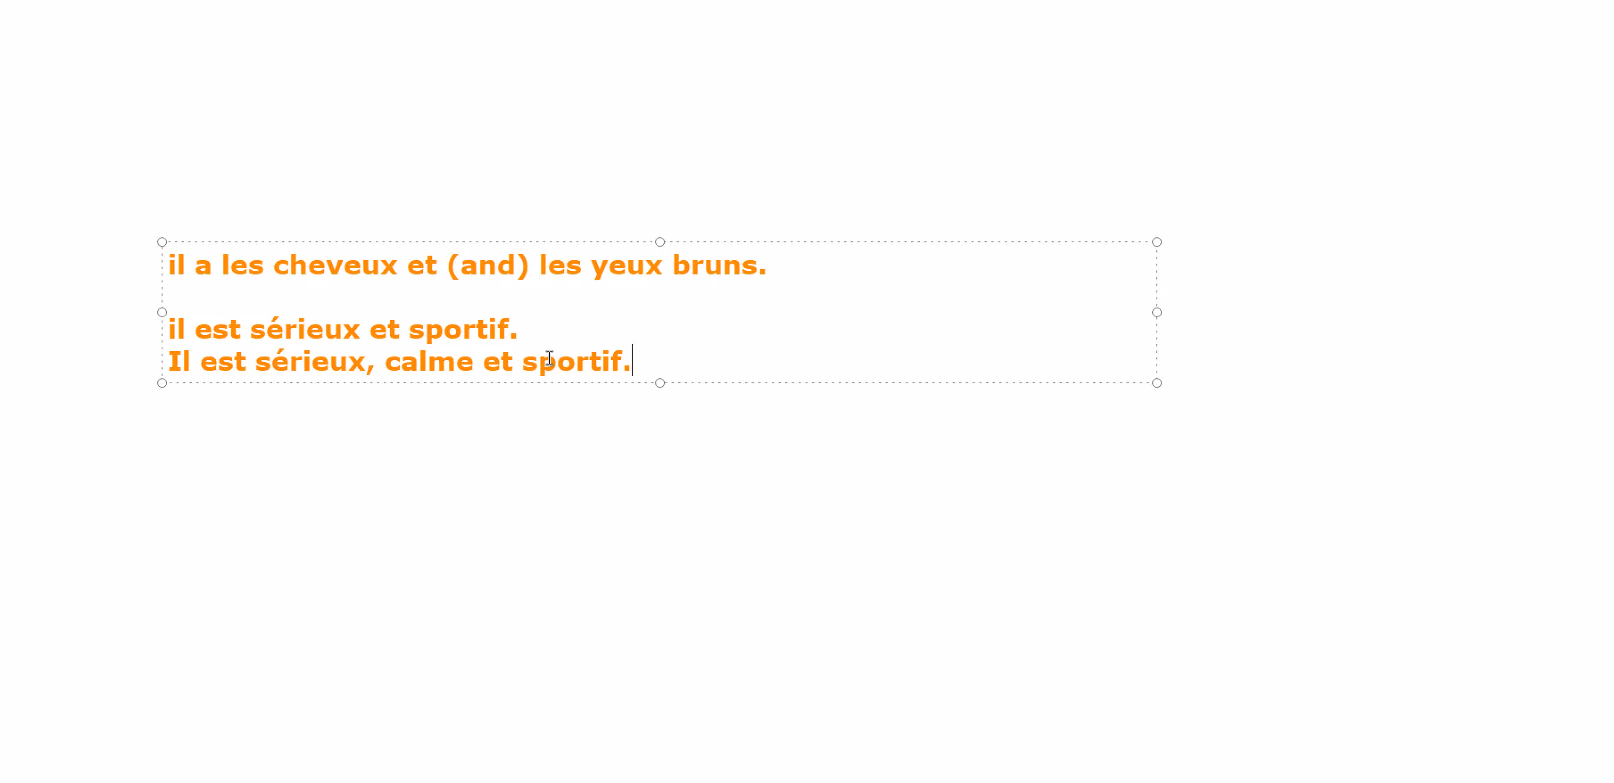 il a les cheveux et (and) les yeux bruns.
il est sérieux et sportif.
Il est sérieux, calme et sportif.